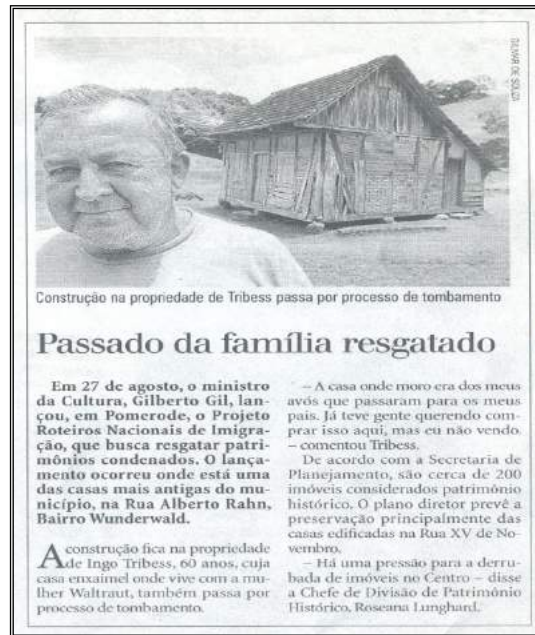 GILMAR DE SOUZA
Construção na propriedade de Tribess passa por processo de tombamento
Passado da família resgatado
Em 27 de agosto, o ministro
da Cultura, Gilberto Gil, lan-
çou, em Pomerode, o Projeto
Roteiros Nacionais de Imigra-
ção, que busca resgatar patri-
mônios condenados. O lança-
mento ocorreu onde está uma
das casas mais antigas do mu-
nicípio, na Rua Alberto Rahn,
Bairro Wunderwald.
A construção fica na propriedade
de Ingo Tribess, 60 anos, cuja
casa enxaimel onde vive com a mu-
lher Waltraut, também passa por
processo de tombamento.
– A casa onde moro era dos meus
avós que passaram para os meus
pais. Já teve gente querendo com-
prar isso aqui, mas eu não vendo.
– comentou Tribess.
De acordo com a Secretaria de
Planejamento, são cerca de 200
imóveis considerados patrimônio
histórico. O plano diretor prevê a
preservação principalmente das
casas edificadas na Rua XV de No-
vembro.
– Há uma pressão para a derru-
bada de imóveis no Centro – disse
a Chefe de Divisão de Patrimônio
Histórico, Roseana Lunghard.